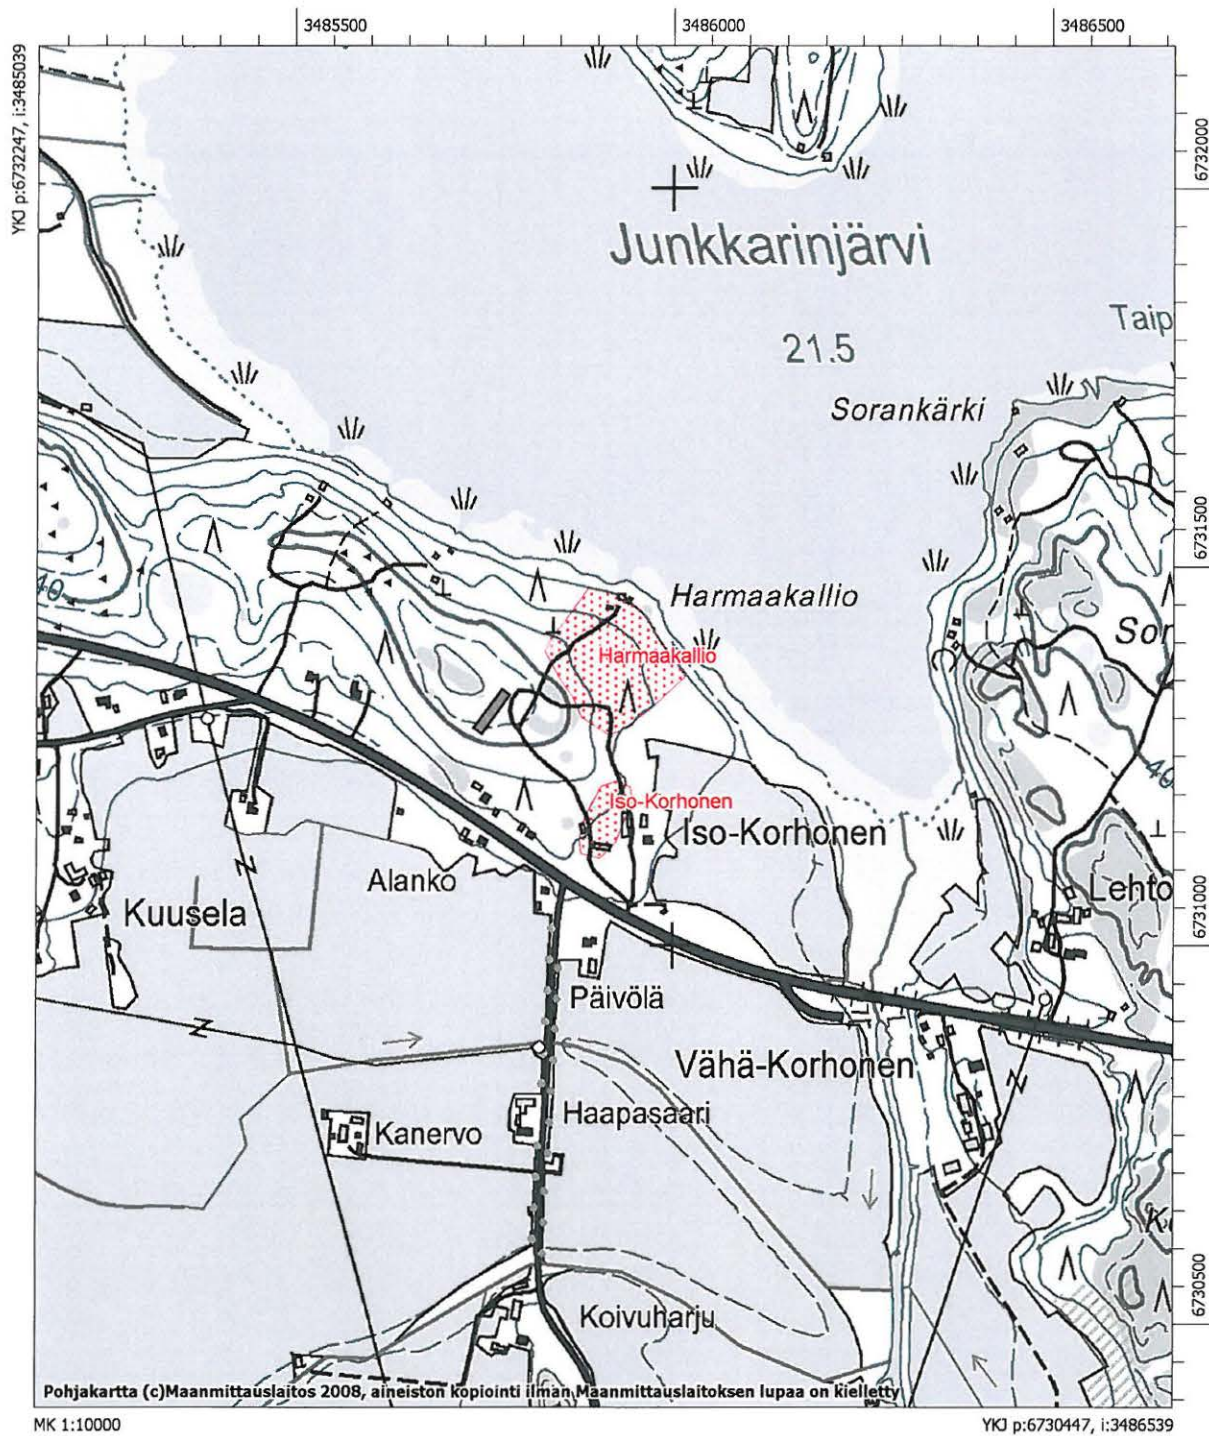 3485500
3486000
3486500
YKJ p:6732247, i:3485039
6732000
Junkkarinjärvi
Taip
21.5
Sorankärki
6731500
Harmaakallio
40
Sor
Harmaakallio
40
Iso-Korhonen
Iso-Korhonen
Alanko
Lehto
Kuusela
6731000
Päivölä
Vähä-Korhonen
Haapasaari
Kanervo
6730500
Koivuharju
Pohjakartta (c)Maanmittauslaitos 2008, aineiston kopiointi ilman Maanmittauslaitoksen lupaa on kielletty
MK 1:10000
YKJ p:6730447, i:3486539